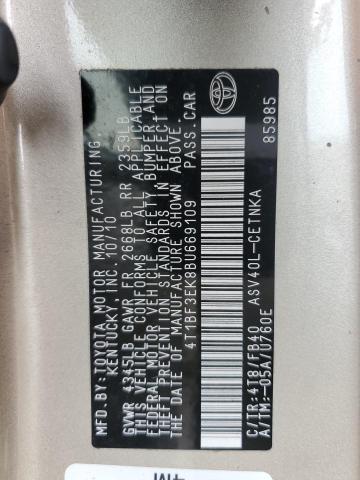 MFD.BY:TOYOTA MOTOR MANUFACTURING,
KENTUCKY, INC. 10/10
GVWR 4345LB GAWR FR 2668LB RR 2359LB
THIS VEHICLE CONFORMS TO ALL APPLICABLE
FEDERAL MOTOR VEHICLE SAFETY, BUMPER AND
THEFT PREVENTION STANDARDS IN EFFECT ON
THE DATE OF MANUFACTURE SHOWN ABOVE.
4T1BF3EK8BU669109 PASS.CAR
C/TR:4T8/FB40 ASV40L-CETNKA
A/TM:-05A/U760E 85985